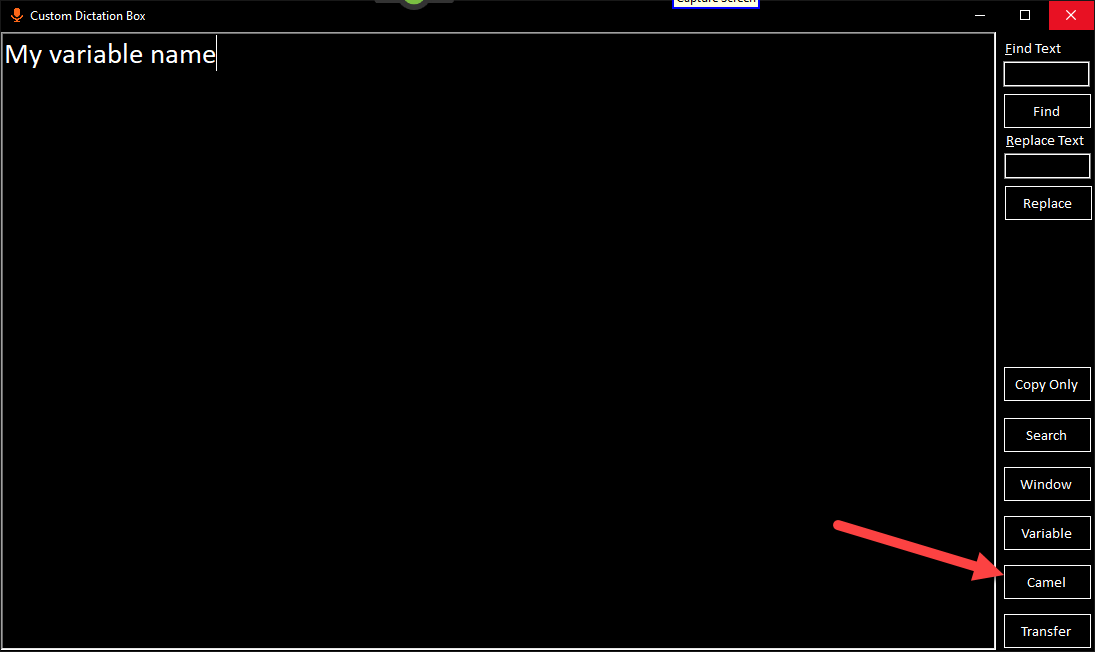 Custom Dictation Box
Capture Screen
My variable name
Find Text
Find
Replace Text
Replace
Copy Only
Search
Window
Variable
Camel
Transfer